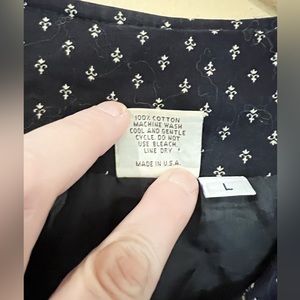 100% COTTON
MACHINE WASH
COOL AND GENTLE
CYCLE. DO NOT
USE BLEACH.
LINE DRY.
MADE IN U.S.A.
L